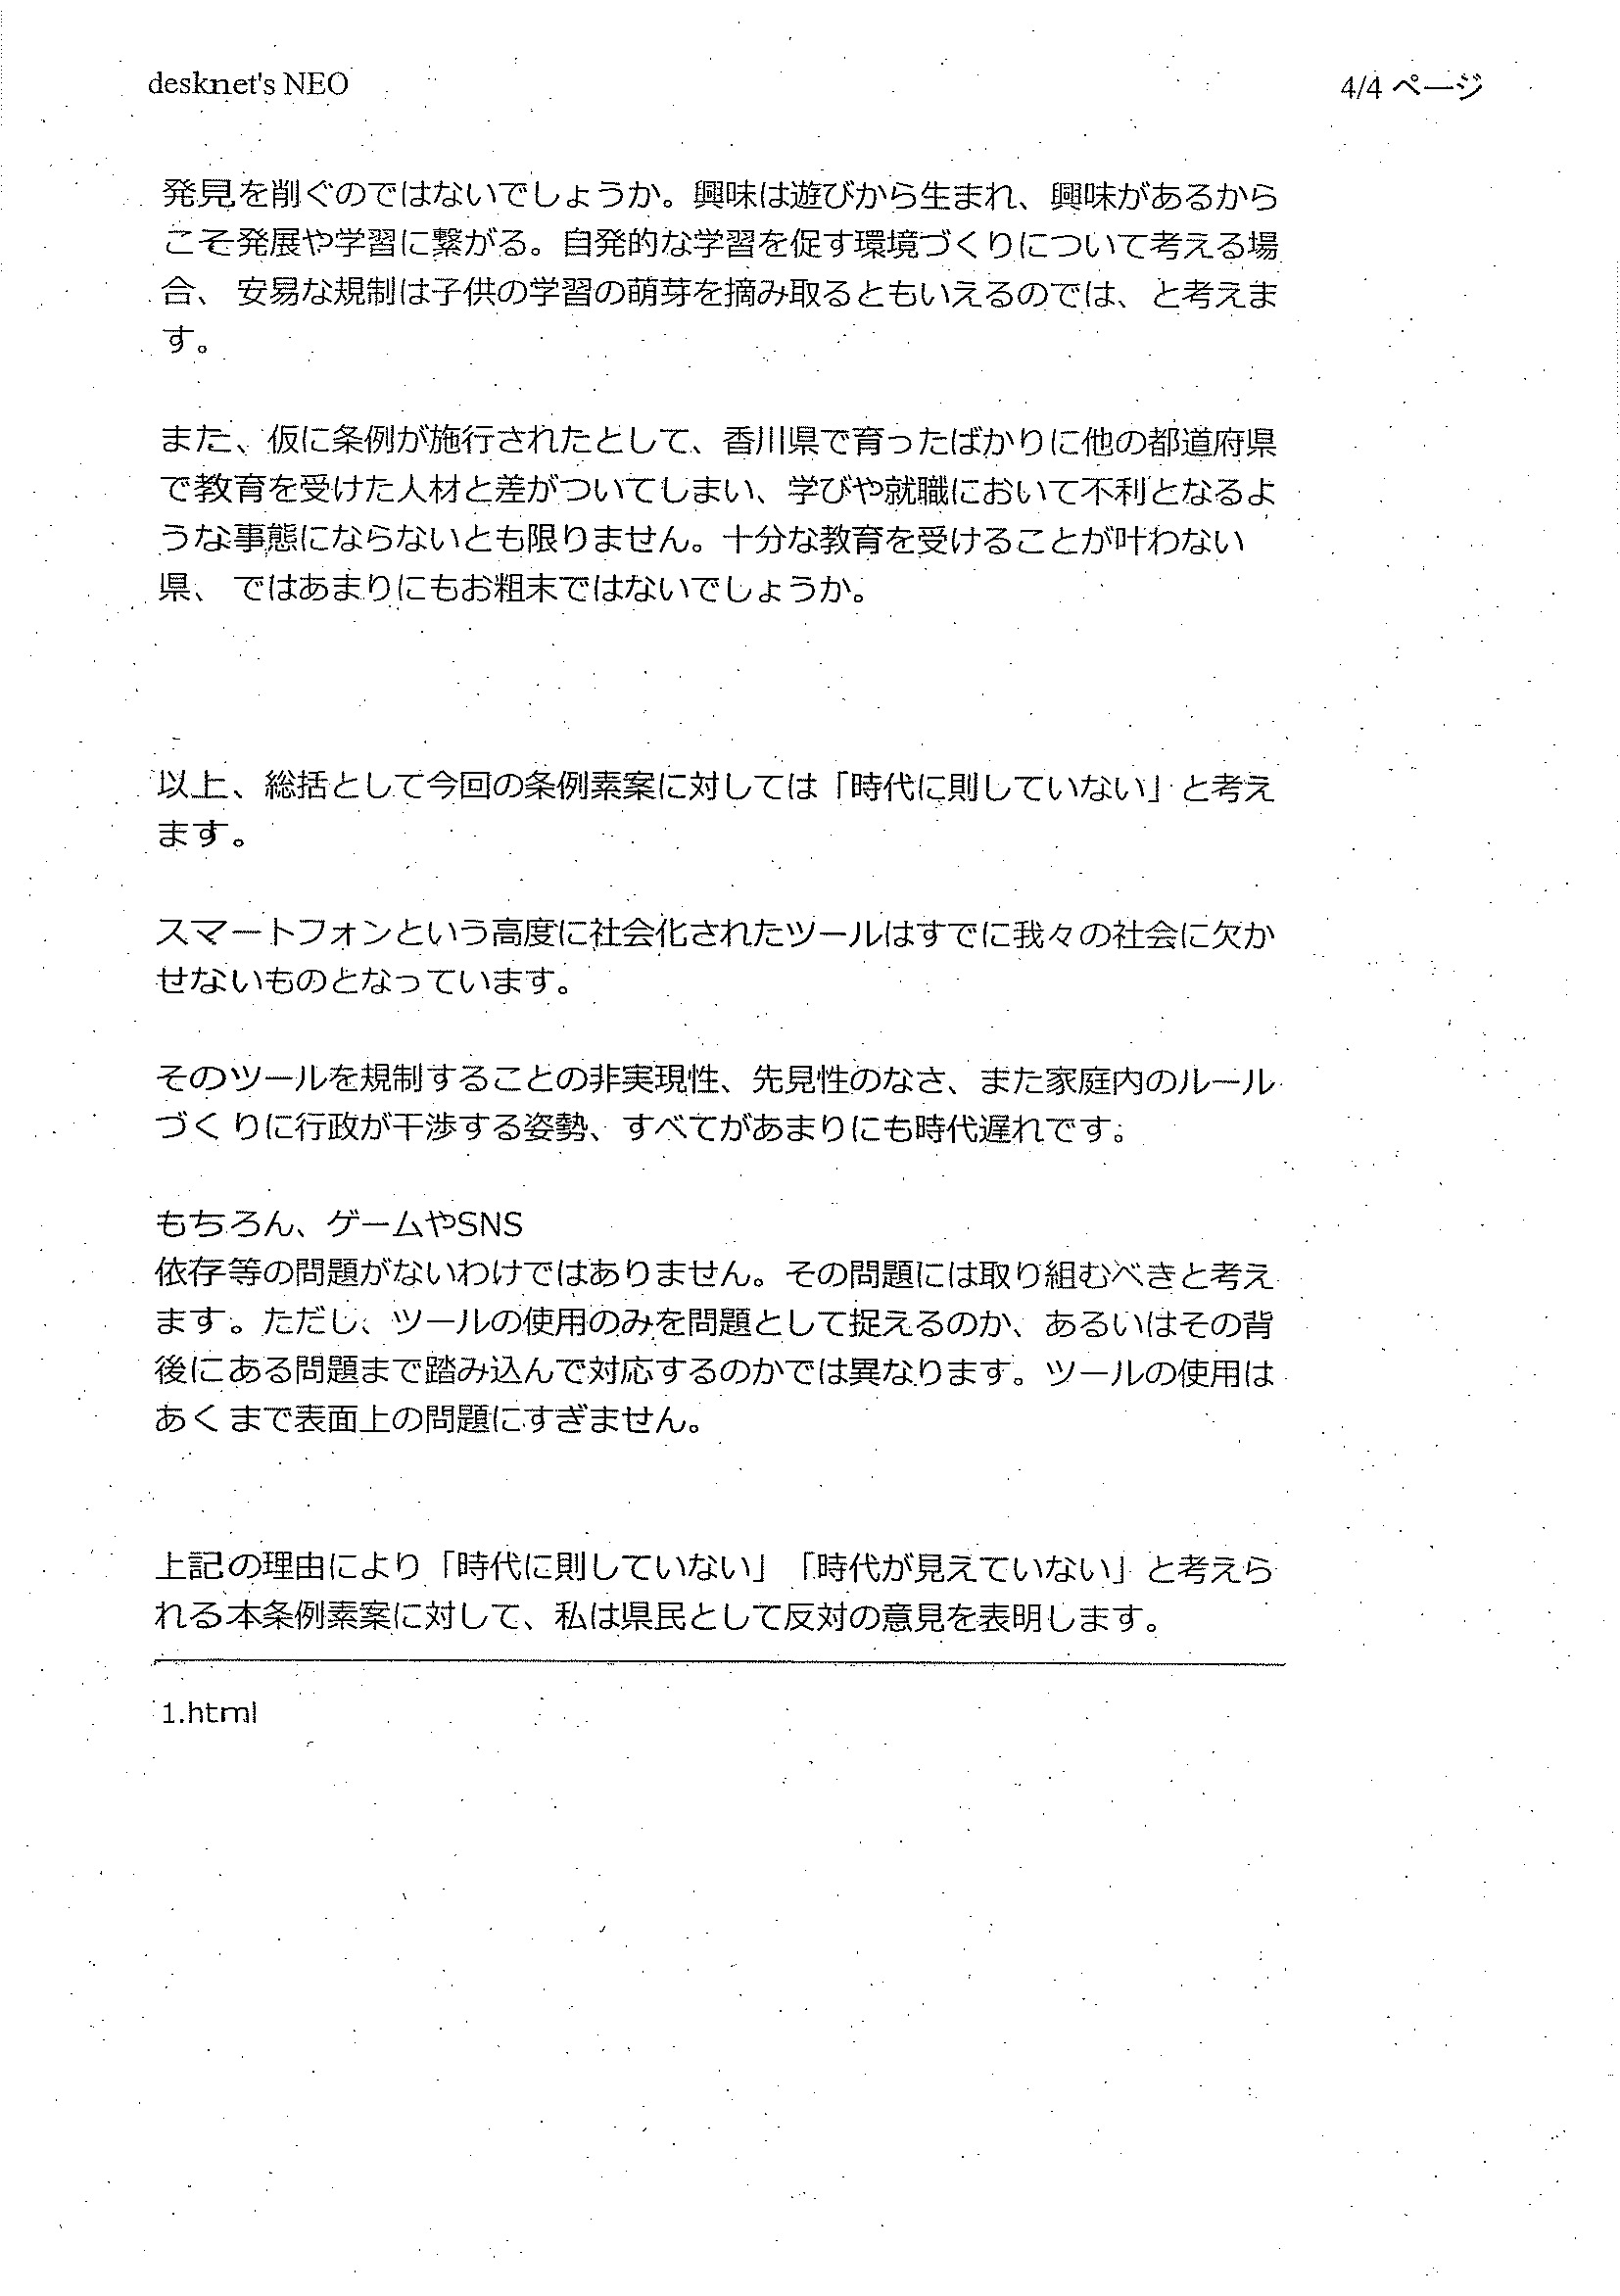 desknet's NEO
4/4 ページ
発見を削ぐのではないでしょうか。興味は遊びから生まれ、興味があるから
こそ発展や学習に繋がる。自発的な学習を促す環境づくりについて考える場
合、 安易な規制は子供の学習の萌芽を摘み取るともいえるのでは、と考えま
す。
また、仮に条例が施行されたとして、香川県で育ったばかりに他の都道府県
で教育を受けた人材と差がついてしまい、学びや就職において不利となるよ
うな事態にならないとも限りません。十分な教育を受けることが叶わない
県、 ではあまりにもお粗末ではないでしょうか。
以上、総括として今回の条例素案に対しては「時代に則していない」と考え
ます。
スマートフォンという高度に社会化されたツールはすでに我々の社会に欠か
せないものとなっています。
そのツールを規制することの非実現性、先見性のなさ、また家庭内のルール
づくりに行政が干渉する姿勢、すべてがあまりにも時代遅れです。
もちろん、ゲームやSNS
依存等の問題がないわけではありません。その問題には取り組むべきと考え
ます。ただし、ツールの使用のみを問題として捉えるのか、あるいはその背
後にある問題まで踏み込んで対応するのかでは異なります。ツールの使用は
あくまで表面上の問題にすぎません。
上記の理由により「時代に則していない」「時代が見えていない」と考えら
れる本条例素案に対して、私は県民として反対の意見を表明します。
1.html